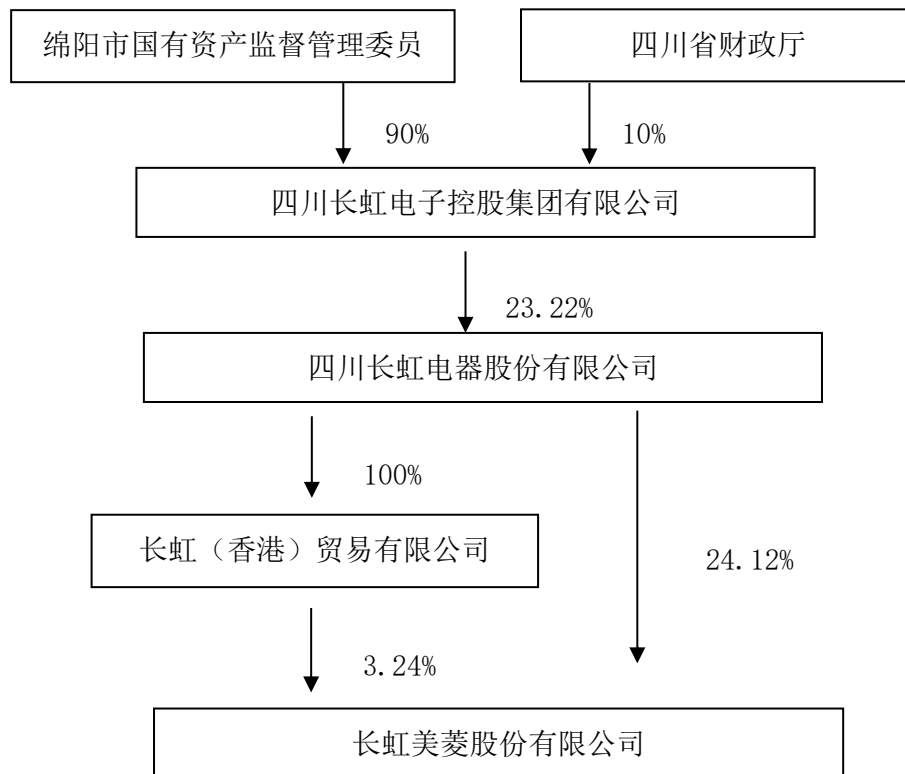 绵阳市国有资产监督管理委员
四川省财政厅
90%
10%
四川长虹电子控股集团有限公司
23.22%
四川长虹电器股份有限公司
100%
长虹（香港）贸易有限公司
24.12%
3.24%
长虹美菱股份有限公司